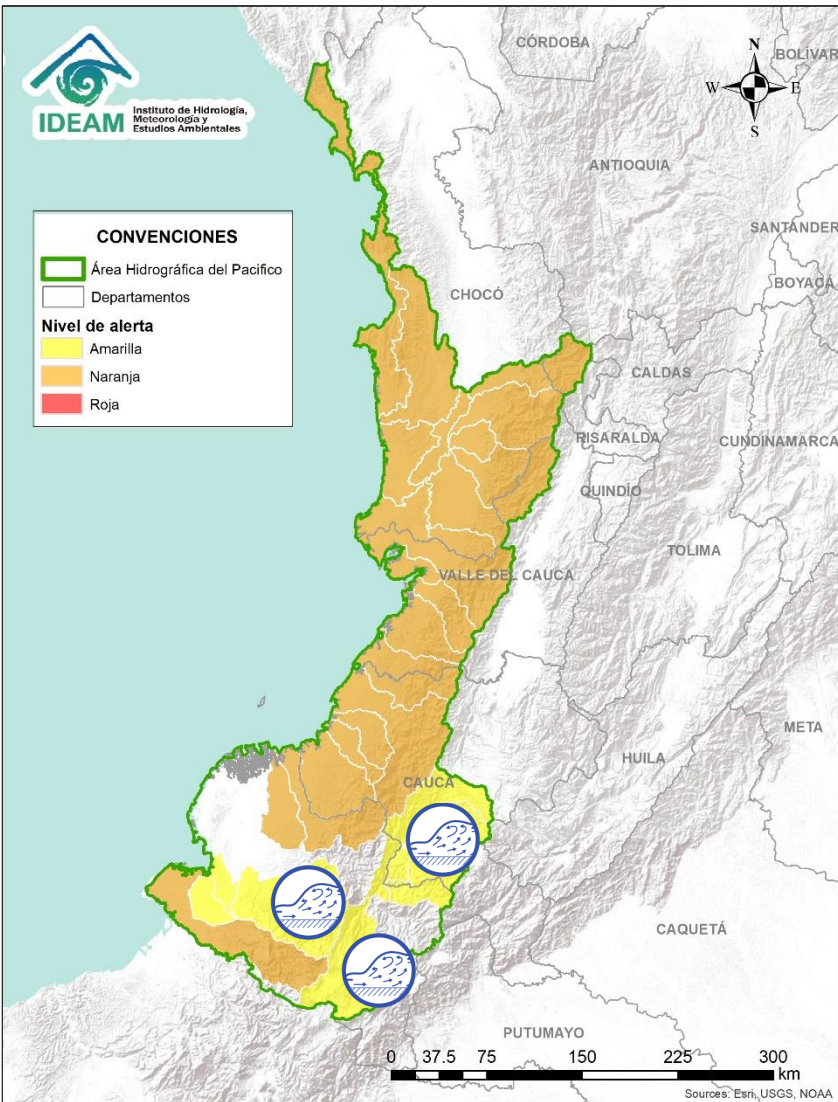 IDEAM
Instituto de Hidrología,
Meteorología y
Estudios Ambientales
N
W
E
S
CÓRDOBA
BOLÍVAR
ANTIOQUIA
SANTANDER
BOYACÁ
CHOCÓ
CALDAS
RISARALDA
CUNDINAMARCA
QUINDÍO
TOLIMA
VALLE DEL CAUCA
META
HUILA
CAUCA
CAQUETÁ
PUTUMAYO
CONVENCIONES
Área Hidrográfica del Pacifico
Departamentos
Nivel de alerta
Amarilla
Naranja
Roja
0 37.5 75 150 225 300
km
Sources: Esri, USGS, NOAA